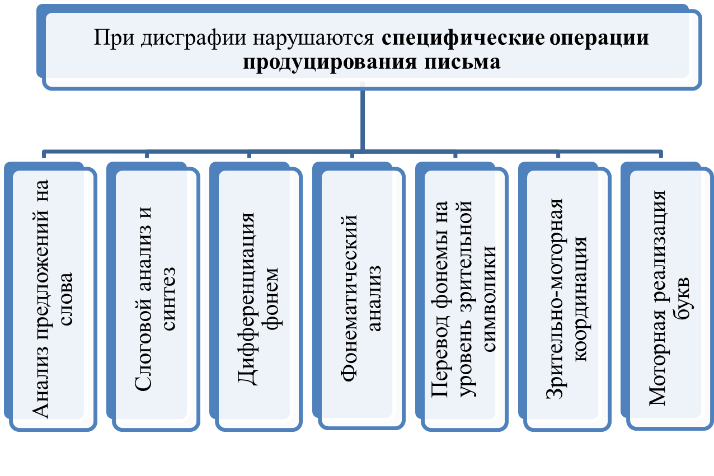 При дисграфии нарушаются специфические операции
продуцирования письма
Анализ предложений на
слова
Слоговой анализ и
синтез
Дифференциация
фонем
Фонематический
анализ
Перевод фонемы на
уровень зрительной
символики
Зрительно-моторная
координация
Моторная реализация
букв